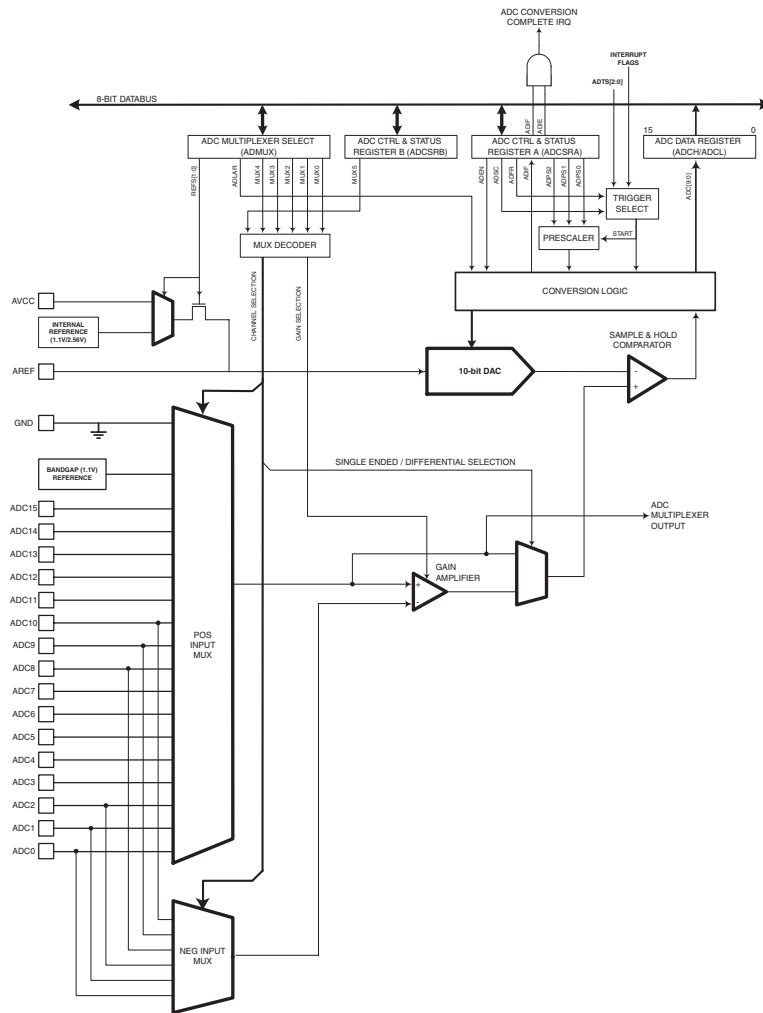 ADC CONVERSION
COMPLETE IRQ
INTERRUPT
FLAGS
ADTS[2:0]
8-BIT DATABUS
15
0
ADC MULTIPLEXER SELECT
(ADMUX)
ADC CTRL & STATUS
REGISTER B (ADCSRB)
ADC CTRL & STATUS
REGISTER A (ADCSRA)
ADC DATA REGISTER
(ADCH/ADCL)
ADIF
ADIE
REFS[1:0]
ADLAR
MUX4
MUX3
MUX2
MUX1
MUX0
MUX5
ADEN
ADSC
ADFR
ADIF
ADPS2
ADPS1
ADPS0
ADC[9:0]
TRIGGER
SELECT
START
MUX DECODER
PRESCALER
CHANNEL SELECTION
GAIN SELECTION
CONVERSION LOGIC
AVCC
INTERNAL
REFERENCE
(1.1V/2.56V)
AREF
SAMPLE & HOLD
COMPARATOR
10-bit DAC
-
+
GND
BANDGAP (1.1V)
REFERENCE
SINGLE ENDED / DIFFERENTIAL SELECTION
ADC
MULTIPLEXER
OUTPUT
ADC15
ADC14
ADC13
ADC12
ADC11
ADC10
ADC9
ADC8
ADC7
ADC6
ADC5
ADC4
ADC3
ADC2
ADC1
ADC0
GAIN
AMPLIFIER
+
-
POS
INPUT
MUX
NEG INPUT
MUX